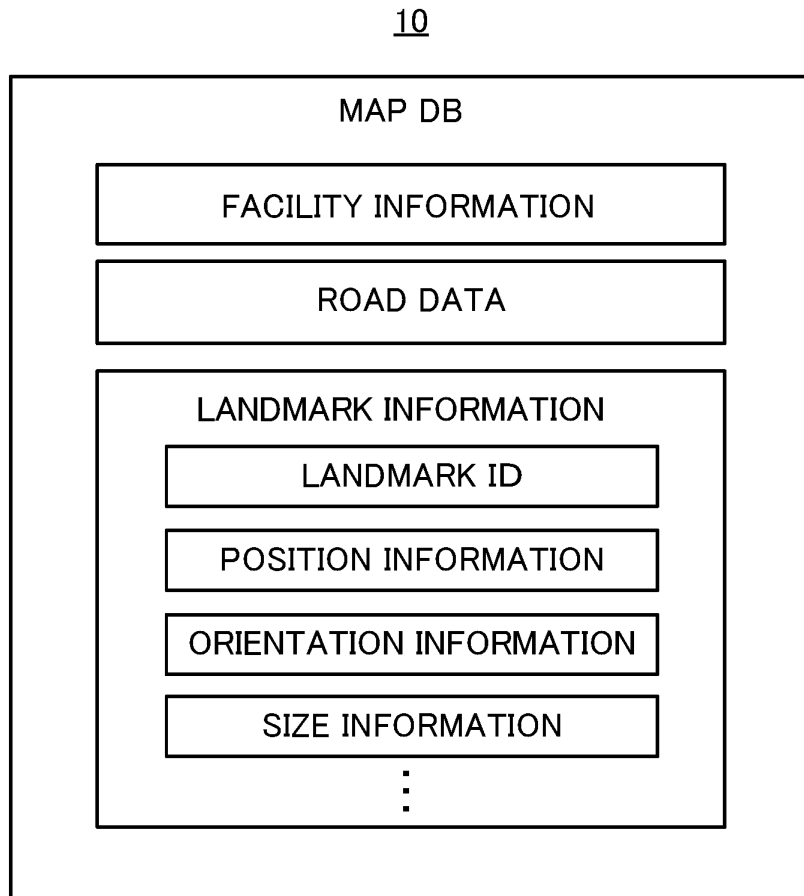 10
MAP DB
FACILITY INFORMATION
ROAD DATA
LANDMARK INFORMATION
LANDMARK ID
POSITION INFORMATION
ORIENTATION INFORMATION
SIZE INFORMATION
⋮